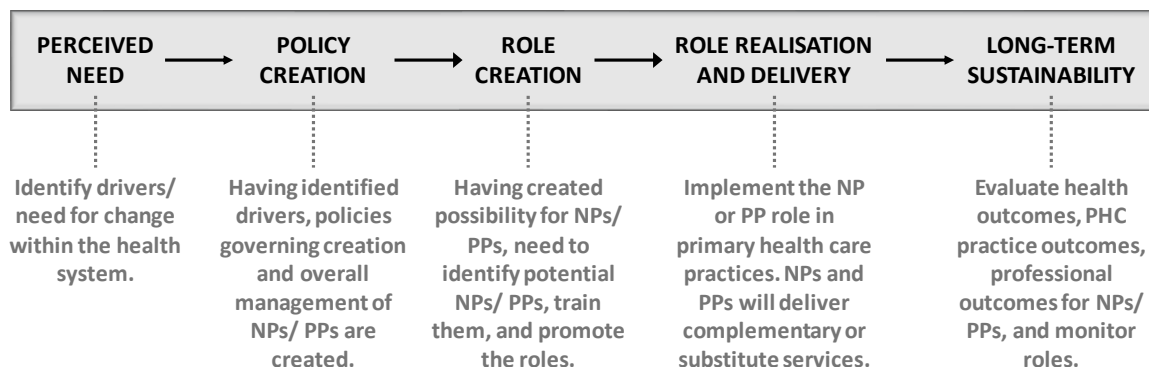 PERCEIVED
NEED
POLICY
CREATION
ROLE
CREATION
ROLE REALISATION
AND DELIVERY
LONG-TERM
SUSTAINABILITY
Identify drivers/
need for change
within the health
system.
Having identified
drivers, policies
governing creation
and overall
management of
NPs/ PPs are
created.
Having created
possibility for NPs/
PPs, need to
identify potential
NPs/ PPs, train
them, and promote
the roles.
Implement the NP
or PP role in
primary health care
practices. NPs and
PPs will deliver
complementary or
substitute services.
Evaluate health
outcomes, PHC
practice outcomes,
professional
outcomes for NPs/
PPs, and monitor
roles.